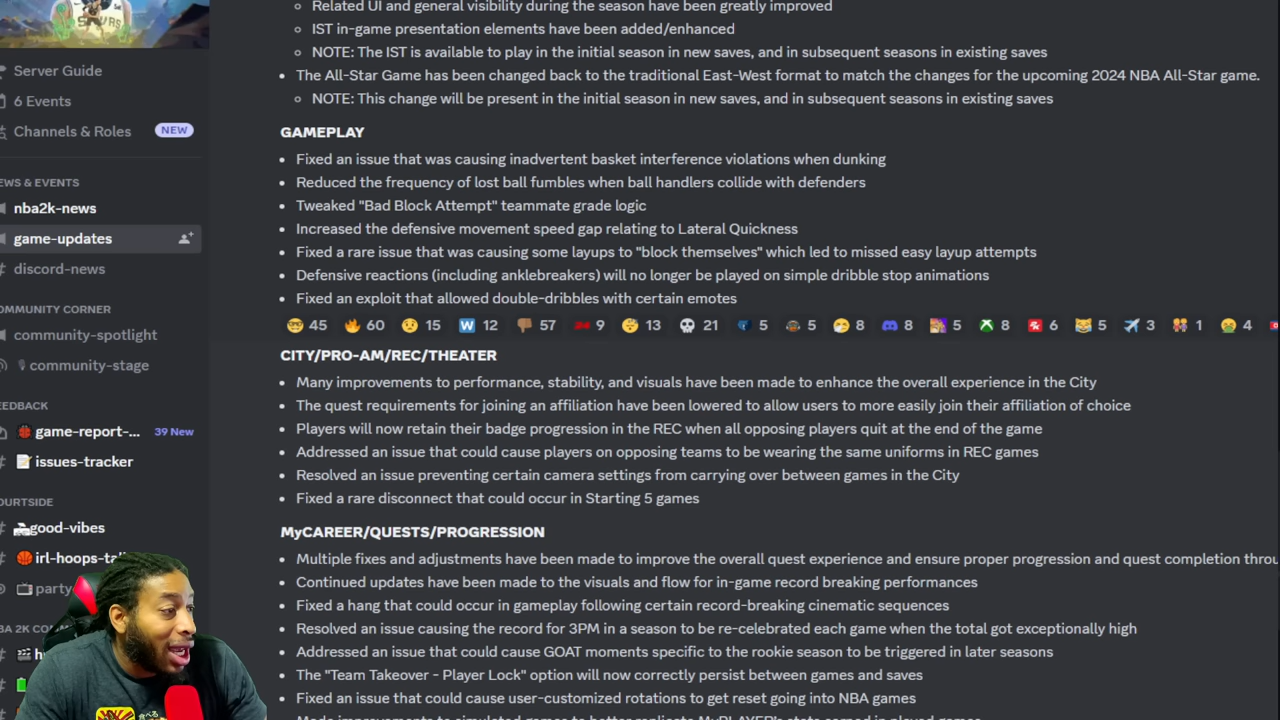 SPURS
Server Guide
6 Events
Channels & Roles NEW
EWS & EVENTS
nba2k-news
game-updates
discord-news
OMMUNITY CORNER
community-spotlight
community-stage
EEDBACK
game-report-... 39 New
issues-tracker
OURTSIDE
good-vibes
irl-hoops-tal
party
BA 2K COM
Related UI and general visibility during the season have been greatly improved
IST in-game presentation elements have been added/enhanced
NOTE: The IST is available to play in the initial season in new saves, and in subsequent seasons in existing saves
The All-Star Game has been changed back to the traditional East-West format to match the changes for the upcoming 2024 NBA All-Star game.
NOTE: This change will be present in the initial season in new saves, and in subsequent seasons in existing saves
GAMEPLAY
Fixed an issue that was causing inadvertent basket interference violations when dunking
Reduced the frequency of lost ball fumbles when ball handlers collide with defenders
Tweaked "Bad Block Attempt" teammate grade logic
Increased the defensive movement speed gap relating to Lateral Quickness
Fixed a rare issue that was causing some layups to "block themselves" which led to missed easy layup attempts
Defensive reactions (including anklebreakers) will no longer be played on simple dribble stop animations
Fixed an exploit that allowed double-dribbles with certain emotes
45 60 15 W 12 57 9 13 21 5 5 8 8 5 8 6 5 3 1 4
CITY/PRO-AM/REC/THEATER
Many improvements to performance, stability, and visuals have been made to enhance the overall experience in the City
The quest requirements for joining an affiliation have been lowered to allow users to more easily join their affiliation of choice
Players will now retain their badge progression in the REC when all opposing players quit at the end of the game
Addressed an issue that could cause players on opposing teams to be wearing the same uniforms in REC games
Resolved an issue preventing certain camera settings from carrying over between games in the City
Fixed a rare disconnect that could occur in Starting 5 games
MyCAREER/QUESTS/PROGRESSION
Multiple fixes and adjustments have been made to improve the overall quest experience and ensure proper progression and quest completion throu
Continued updates have been made to the visuals and flow for in-game record breaking performances
Fixed a hang that could occur in gameplay following certain record-breaking cinematic sequences
Resolved an issue causing the record for 3PM in a season to be re-celebrated each game when the total got exceptionally high
Addressed an issue that could cause GOAT moments specific to the rookie season to be triggered in later seasons
The "Team Takeover - Player Lock" option will now correctly persist between games and saves
Fixed an issue that could cause user-customized rotations to get reset going into NBA games
Made improvements to simulated games to better replicate MyPLAYER's stats earned in played games